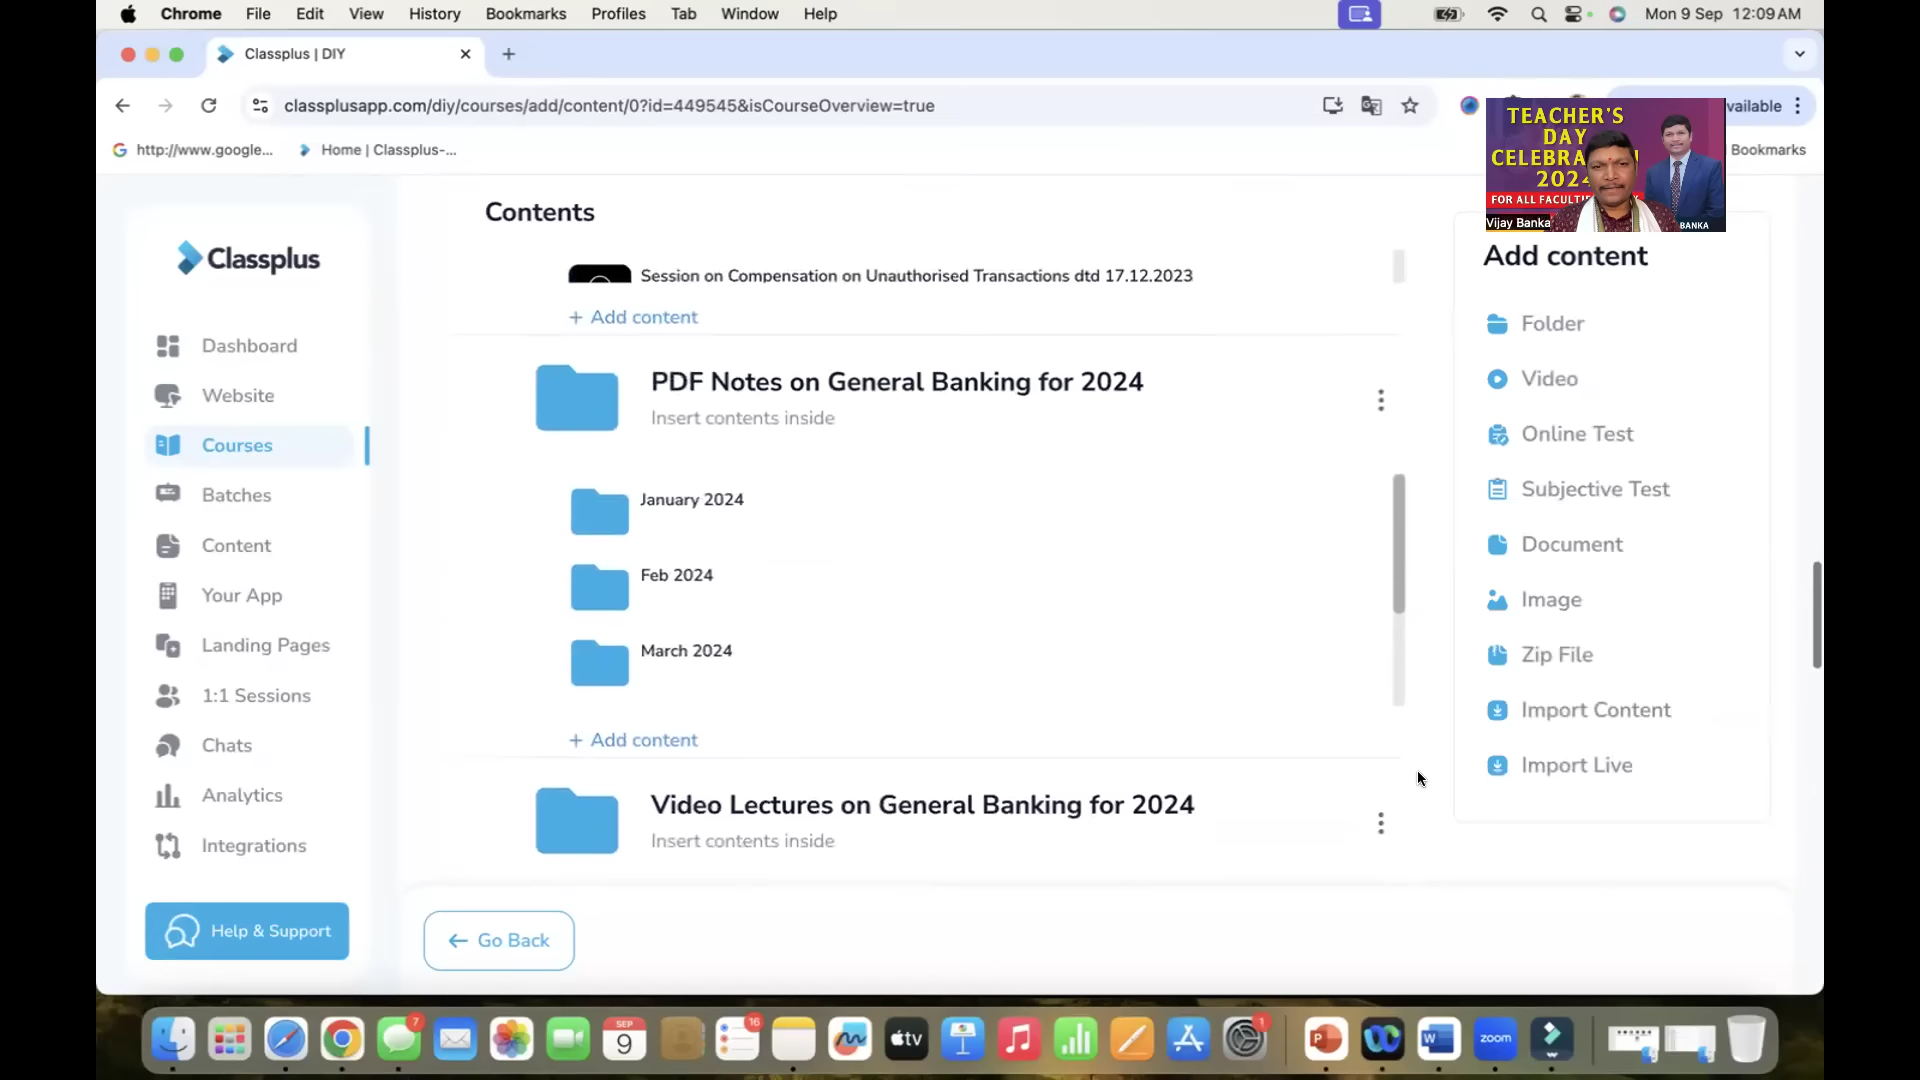 Chrome File Edit View History Bookmarks Profiles Tab Window Help
Mon 9 Sep 12:09 AM
Classplus | DIY
classplusapp.com/diy/courses/add/content/0?id=449545&isCourseOverview=true
vailable
http://www.google...
Home | Classplus-...
Bookmarks
TEACHER'S
DAY
CELEBRA
2024
FOR ALL FACULTI
Vijay Banka
BANKA
Classplus
Dashboard
Website
Courses
Batches
Content
Your App
Landing Pages
1:1 Sessions
Chats
Analytics
Integrations
Help & Support
Contents
Session on Compensation on Unauthorised Transactions dtd 17.12.2023
+ Add content
PDF Notes on General Banking for 2024
Insert contents inside
January 2024
Feb 2024
March 2024
+ Add content
Video Lectures on General Banking for 2024
Insert contents inside
Go Back
Add content
Folder
Video
Online Test
Subjective Test
Document
Image
Zip File
Import Content
Import Live
7
SEP
9
16
tv
1
zoom